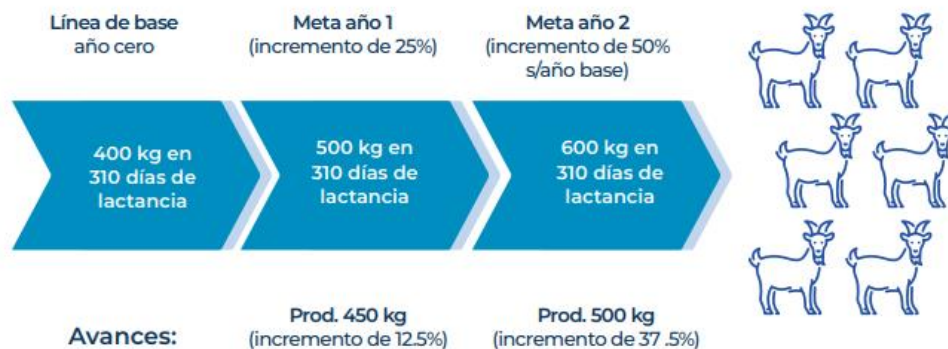 Línea de base
año cero
Meta año 1
(incremento de 25%)
Meta año 2
(incremento de 50%
s/año base)
400 kg en
310 días de
lactancia
500 kg en
310 días de
lactancia
600 kg en
310 días de
lactancia
Avances:
Prod. 450 kg
(incremento de 12.5%)
Prod. 500 kg
(incremento de 37 .5%)